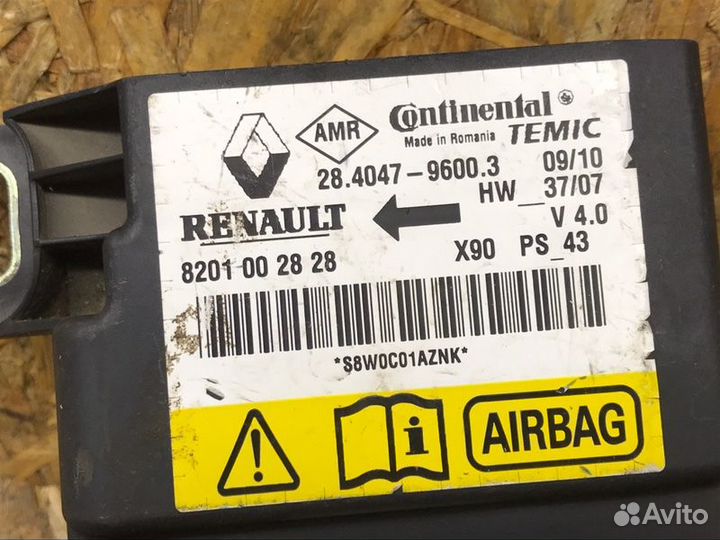 AMR
Continental
Made in Romania TEMIC
28.4047-9600.3 09/10
HW_37/07
RENAULT
V 4.0
8201 00 28 28 X90 PS_43
*S8W0C01AZNK*
i
AIRBAG
Avito